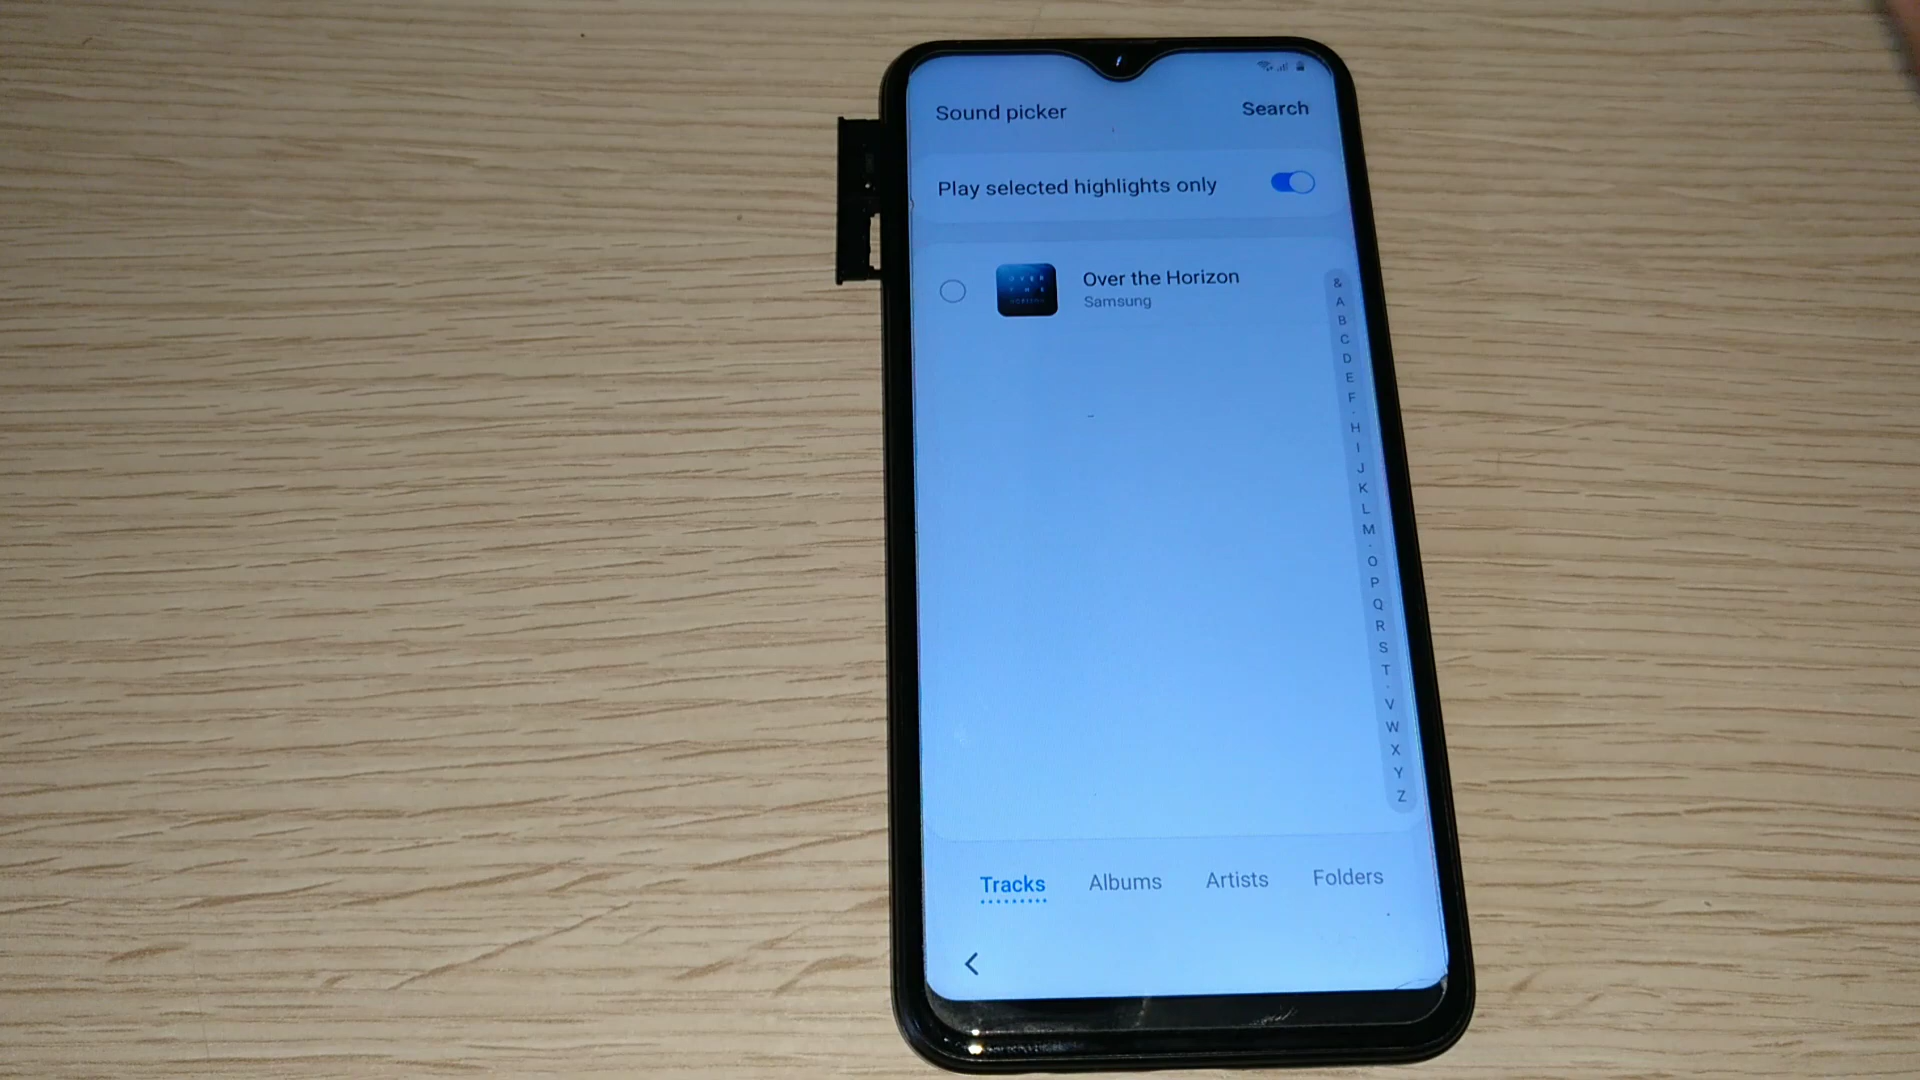 Sound picker
Search
Play selected highlights only
Over the Horizon
Samsung
&
A
B
C
D
E
F
H
I
J
K
L
M
O
P
Q
R
S
T
V
W
X
Y
Z
Tracks
Albums
Artists
Folders